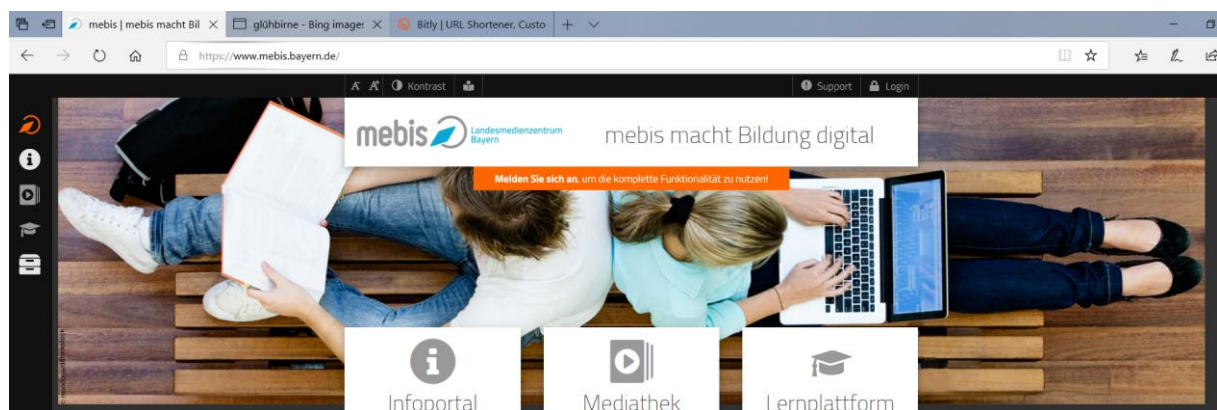 mebis | mebis macht Bil
glühbirne - Bing images
Bitly | URL Shortener, Custo
https://www.mebis.bayern.de/
Kontrast
Support
Login
mebis
Landesmedienzentrum
Bayern
mebis macht Bildung digital
Melden Sie sich an, um die komplette Funktionalität zu nutzen!
Infoportal
Mediathek
Lernplattform